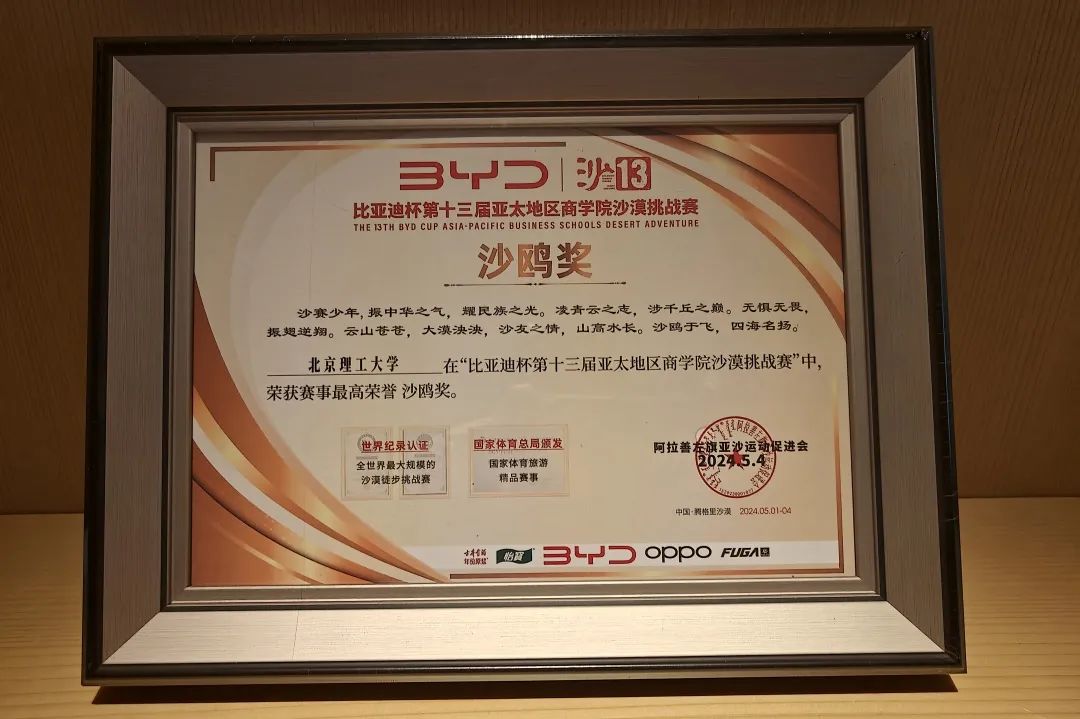 BYD 沙13
比亚迪杯第十三届亚太地区商学院沙漠挑战赛
THE 13TH BYD CUP ASIA-PACIFIC BUSINESS SCHOOLS DESERT ADVENTURE
沙鸥奖
沙赛少年,振中华之气，耀民族之光。凌青云之志，涉千丘之巅。无惧无畏，
振翅逆翔。云山苍苍，大漠泱泱，沙友之情，山高水长。沙鸥于飞，四海名扬。
北京理工大学 在“比亚迪杯第十三届亚太地区商学院沙漠挑战赛”中，
荣获赛事最高荣誉 沙鸥奖。
世界纪录认证
全世界最大规模的
沙漠徒步挑战赛
国家体育总局颁发
国家体育旅游
精品赛事
阿拉善左旗亚沙运动促进会
2024.5.4
中国·腾格里沙漠 2024.05.01-04
古井贡酒
年份原浆
怡宝
BYD
oppo
FUGA